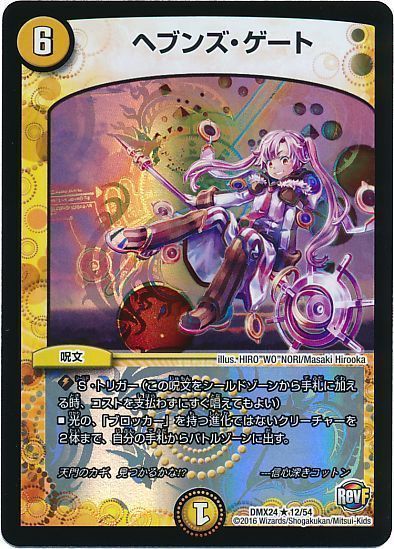 6
ヘブンズ・ゲート
呪文
illus. HIRO"WO"NORI/Masaki Hirooka
S・トリガー(この呪文をシールドゾーンから手札に加える時、コストを支払わずにすぐ唱えてもよい)
■光の、「ブロッカー」を持つ進化ではないクリーチャーを2体まで、自分の手札からバトルゾーンに出す。
天門のカギ、見つかるかな!? ---信心深きコットン
1
DMX24 ★12/54
©2016 Wizards/Shogakukan/Mitsui-Kids
RevF